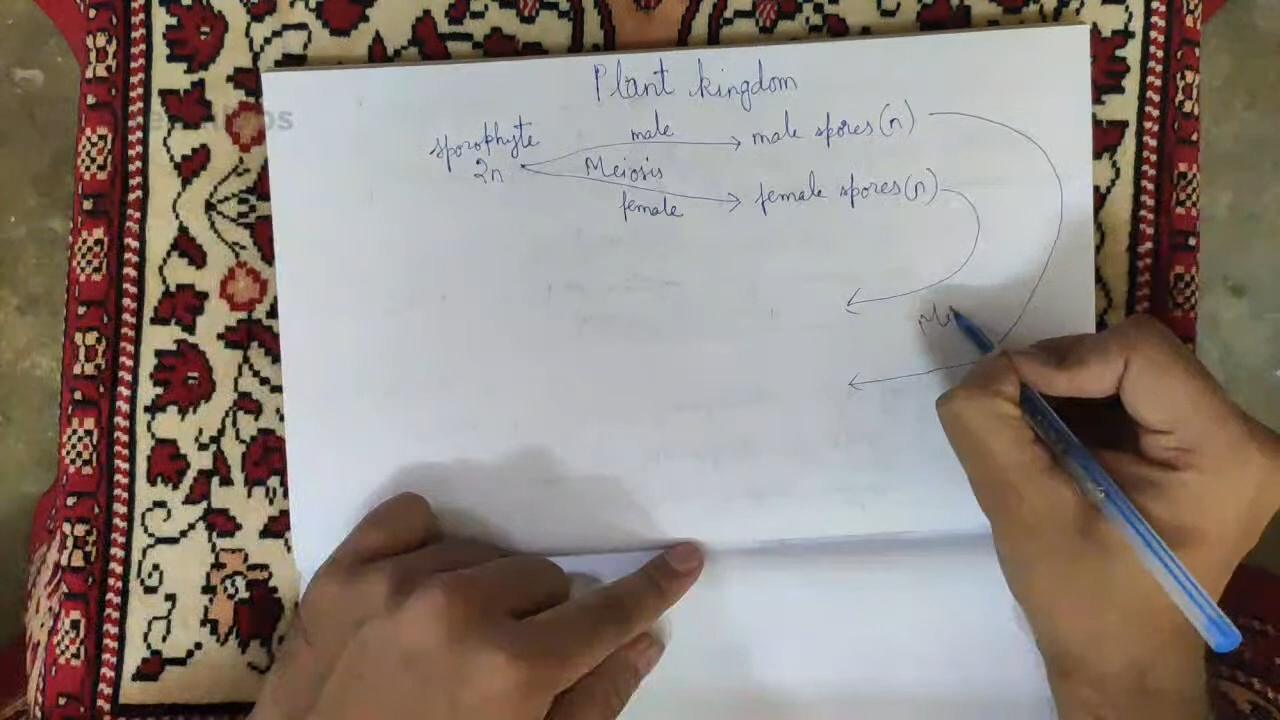 Plant kingdom
sporophyte
2n
male
Meiosis
female
male spores (n)
female spores (n)